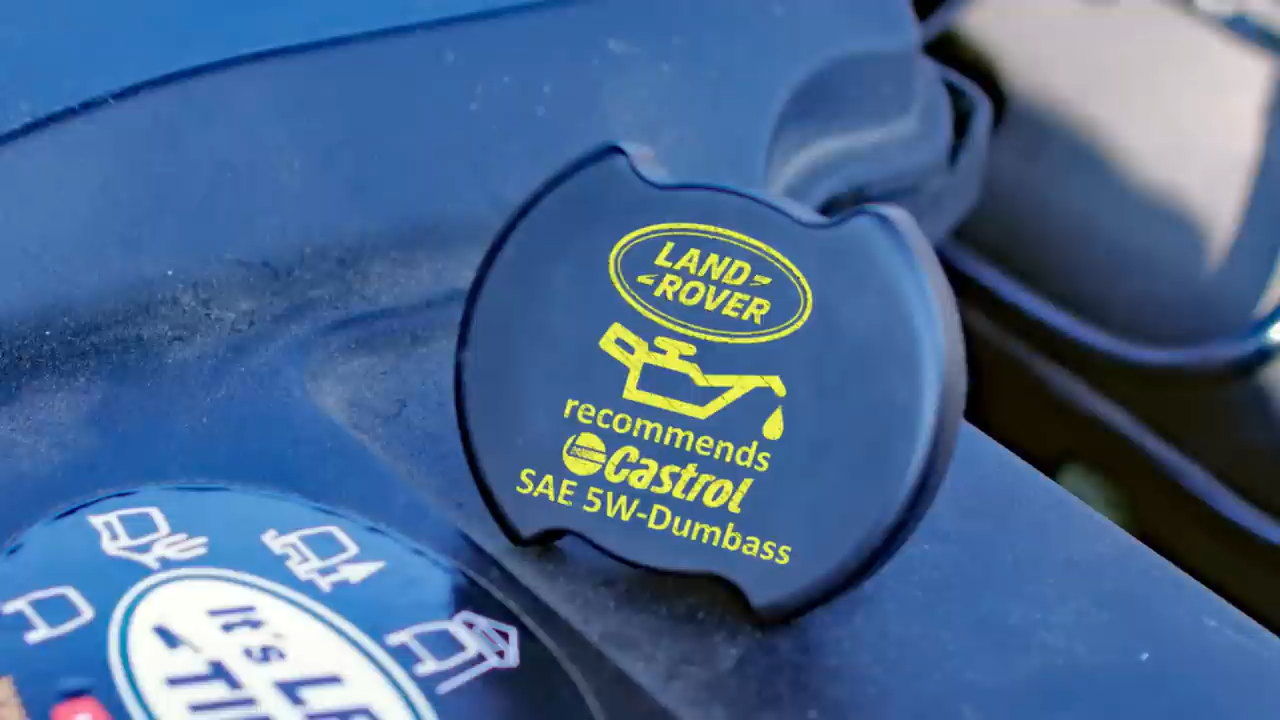 LAND
ROVER
recommends
Castrol
SAE 5W-Dumbass
It's